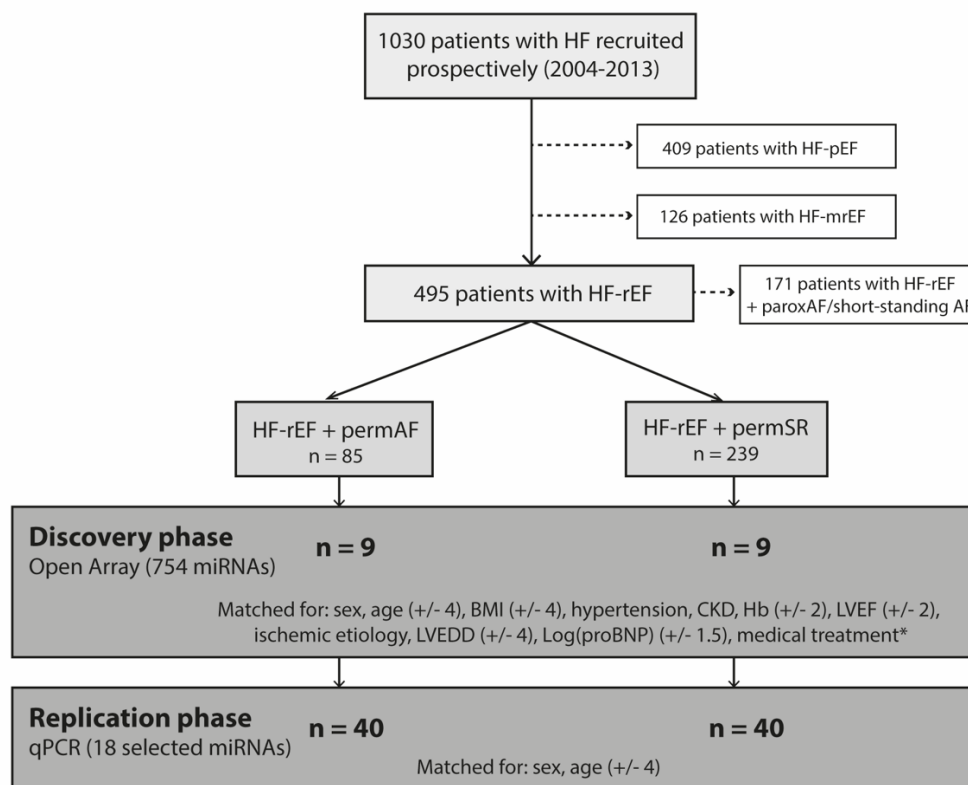 1030 patients with HF recruited
prospectively (2004-2013)
409 patients with HF-pEF
126 patients with HF-mrEF
495 patients with HF-rEF
171 patients with HF-rEF
+ paroxAF/short-standing AF
HF-rEF + permAF
n = 85
HF-rEF + permSR
n = 239
Discovery phase
Open Array (754 miRNAs)
n = 9
n = 9
Matched for: sex, age (+/- 4), BMI (+/- 4), hypertension, CKD, Hb (+/- 2), LVEF (+/- 2),
ischemic etiology, LVEDD (+/- 4), Log(proBNP) (+/- 1.5), medical treatment*
Replication phase
qPCR (18 selected miRNAs)
n = 40
n = 40
Matched for: sex, age (+/- 4)